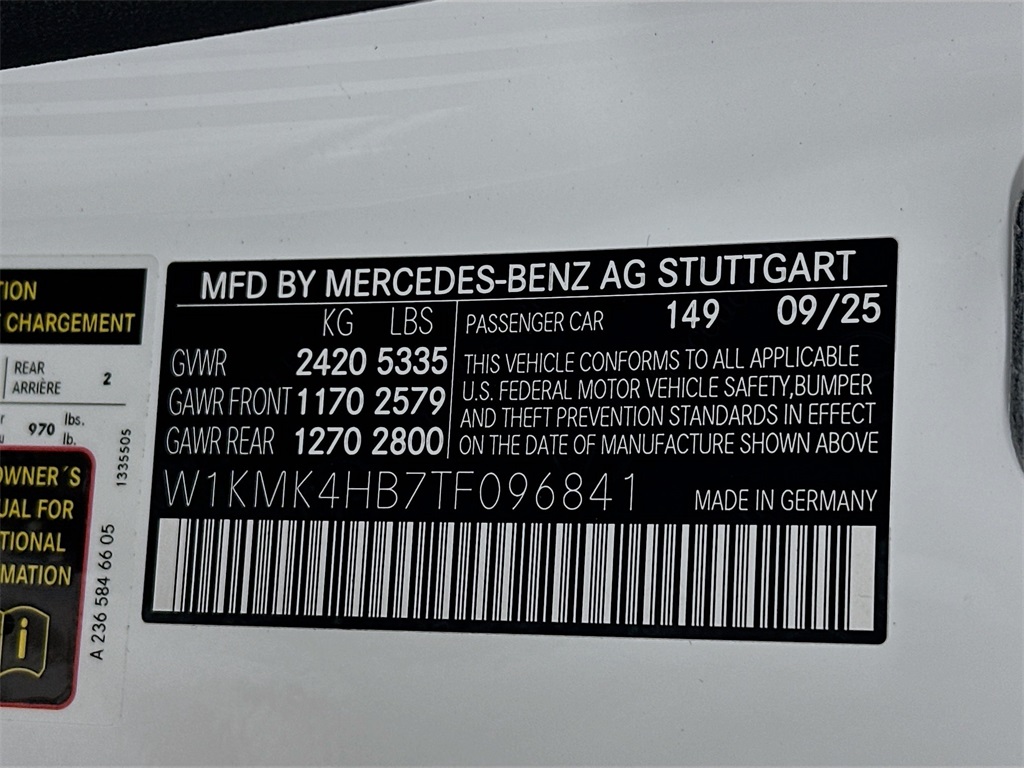 TION
CHARGEMENT
REAR
ARRIÈRE 2
970 lbs.
lb.
1335505
OWNER´S
UAL FOR
TIONAL
MATION
i
A 236 584 66 05
MFD BY MERCEDES-BENZ AG STUTTGART
KG LBS
GVWR 2420 5335
GAWR FRONT 1170 2579
GAWR REAR 1270 2800
PASSENGER CAR 149 09/25
THIS VEHICLE CONFORMS TO ALL APPLICABLE
U.S. FEDERAL MOTOR VEHICLE SAFETY,BUMPER
AND THEFT PREVENTION STANDARDS IN EFFECT
ON THE DATE OF MANUFACTURE SHOWN ABOVE
W1KMK4HB7TF096841
MADE IN GERMANY